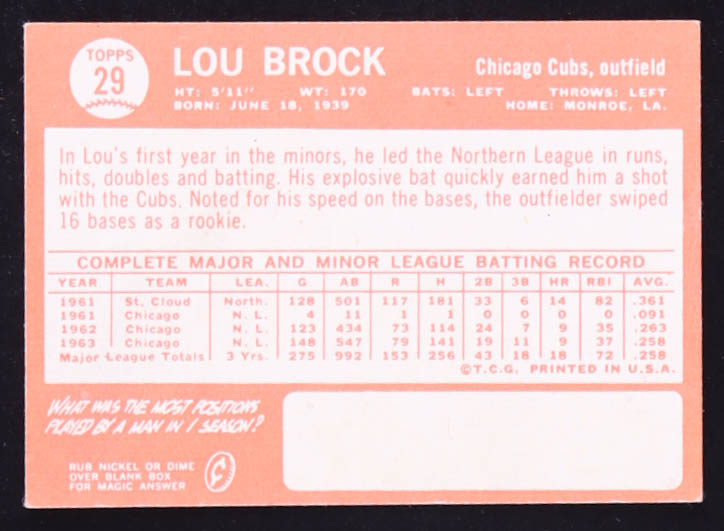 TOPPS
29
LOU BROCK
Chicago Cubs, outfield
HT: 5'11" WT: 170 BATS: LEFT THROWS: LEFT
BORN: JUNE 18, 1939 HOME: MONROE, LA.
In Lou's first year in the minors, he led the Northern League in runs,
hits, doubles and batting. His explosive bat quickly earned him a shot
with the Cubs. Noted for his speed on the bases, the outfielder swiped
16 bases as a rookie.
COMPLETE MAJOR AND MINOR LEAGUE BATTING RECORD
YEAR TEAM LEA. G AB R H 2B 3B HR RBI AVG.
1961 St. Cloud North. 128 501 117 181 33 6 14 82 .361
1961 Chicago N. L. 4 11 1 1 0 0 0 0 .091
1962 Chicago N. L. 123 434 73 114 24 7 9 35 .263
1963 Chicago N. L. 148 547 79 141 19 11 9 37 .258
Major League Totals 3 Yrs. 275 992 153 256 43 18 18 72 .258
©T.C.G. PRINTED IN U.S.A.
WHAT WAS THE MOST POSITIONS
PLAYED BY A MAN IN 1 SEASON?
RUB NICKEL OR DIME
OVER BLANK BOX
FOR MAGIC ANSWER